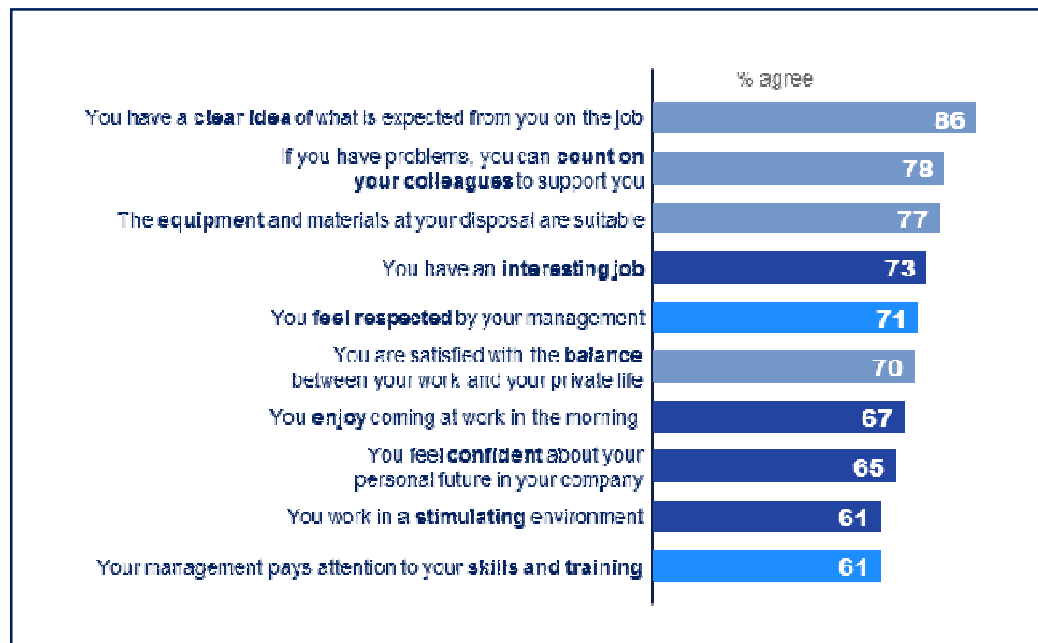 % agree
You have a clear idea of what is expected from you on the job
86
If you have problems, you can count on
your colleagues to support you
78
The equipment and materials at your disposal are suitable
77
You have an interesting job
73
You feel respected by your management
71
You are satisfied with the balance
between your work and your private life
70
You enjoy coming at work in the morning
67
You feel confident about your
personal future in your company
65
You work in a stimulating environment
61
Your management pays attention to your skills and training
61